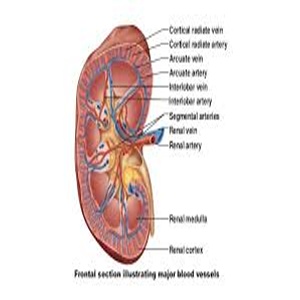 Cortical radiate vein
Cortical radiate artery
Arcuate vein
Arcuate artery
Interlobar vein
Interlobar artery
Segmental arteries
Renal vein
Renal artery
Renal medulla
Renal cortex
Frontal section illustrating major blood vessels